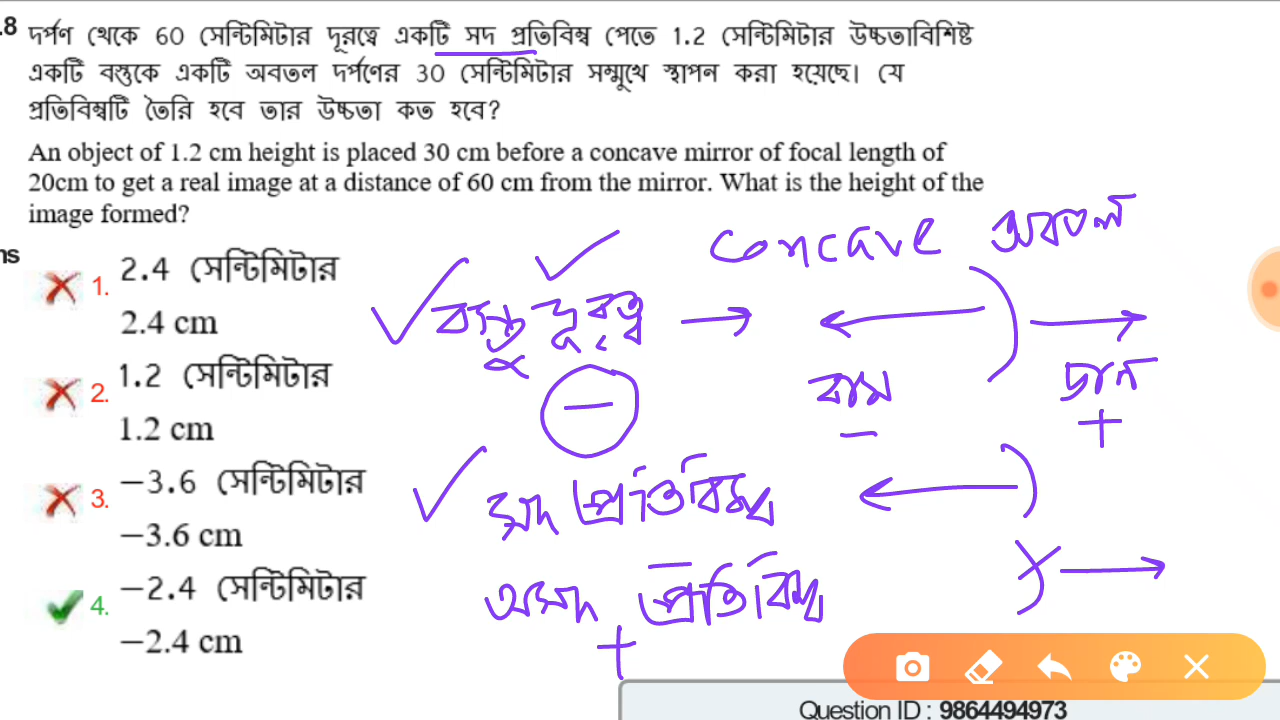 .8 দর্পণ থেকে 60 সেন্টিমিটার দূরত্বে একটি সদ প্রতিবিম্ব পেতে 1.2 সেন্টিমিটার উচ্চতাবিশিষ্ট
একটি বস্তুকে একটি অবতল দর্পণের 30 সেন্টিমিটার সম্মুখে স্থাপন করা হয়েছে। যে
প্রতিবিম্বটি তৈরি হবে তার উচ্চতা কত হবে?
An object of 1.2 cm height is placed 30 cm before a concave mirror of focal length of
20cm to get a real image at a distance of 60 cm from the mirror. What is the height of the
image formed?
ns
1. 2.4 সেন্টিমিটার
2.4 cm
2. 1.2 সেন্টিমিটার
1.2 cm
3. −3.6 সেন্টিমিটার
−3.6 cm
4. −2.4 সেন্টিমিটার
−2.4 cm
concave অবতল
বস্তু দূরত্ব
বাম ডান
− − +
সদ প্রতিবিম্ব
অসদ প্রতিবিম্ব
+
Question ID : 9864494973